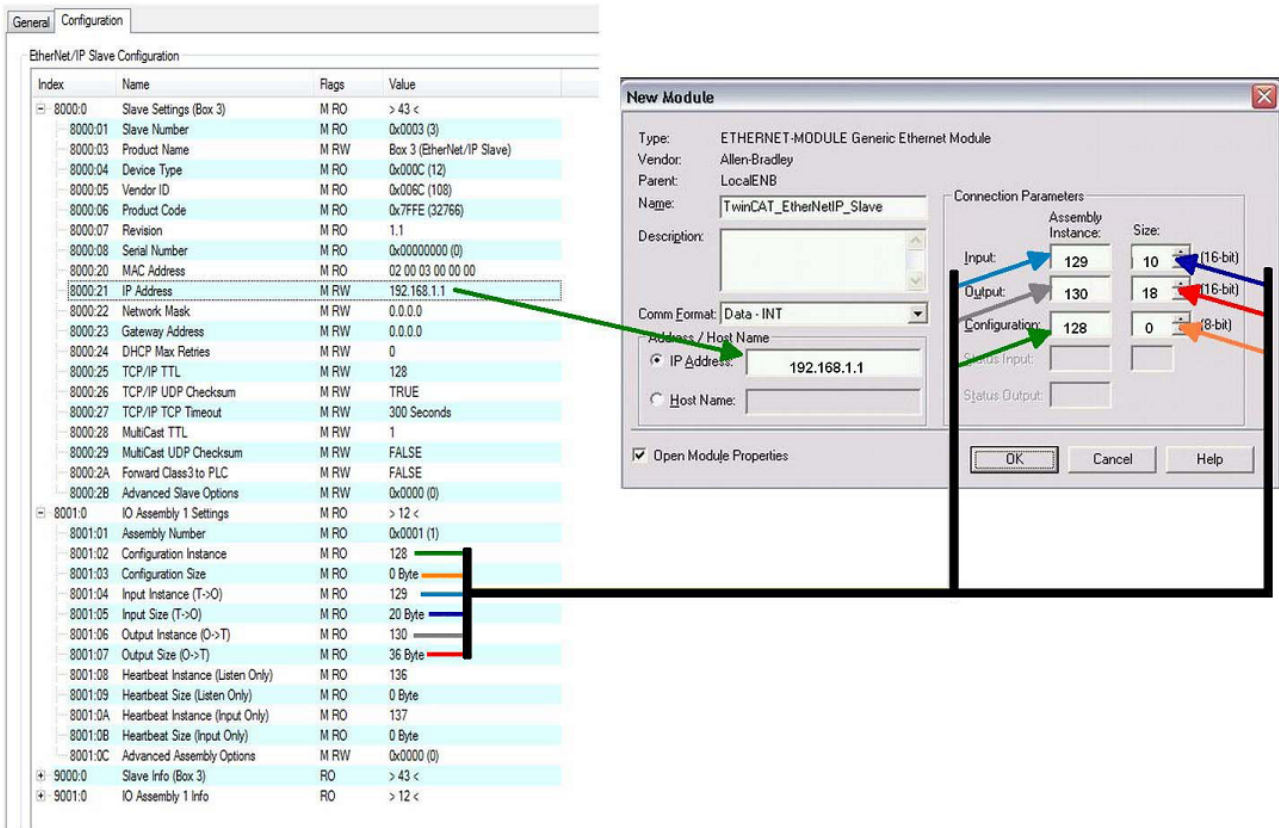 General Configuration
EtherNet/IP Slave Configuration
Index Name Flags Value
8000:0 Slave Settings (Box 3) M RO > 43 <
8000:01 Slave Number M RO 0x0003 (3)
8000:03 Product Name M RW Box 3 (EtherNet/IP Slave)
8000:04 Device Type M RO 0x000C (12)
8000:05 Vendor ID M RO 0x006C (108)
8000:06 Product Code M RO 0x7FFE (32766)
8000:07 Revision M RO 1.1
8000:08 Serial Number M RO 0x00000000 (0)
8000:20 MAC Address M RO 02 00 03 00 00 00
8000:21 IP Address M RW 192.168.1.1
8000:22 Network Mask M RW 0.0.0.0
8000:23 Gateway Address M RW 0.0.0.0
8000:24 DHCP Max Retries M RW 0
8000:25 TCP/IP TTL M RW 128
8000:26 TCP/IP UDP Checksum M RW TRUE
8000:27 TCP/IP TCP Timeout M RW 300 Seconds
8000:28 MultiCast TTL M RW 1
8000:29 MultiCast UDP Checksum M RW FALSE
8000:2A Forward Class3 to PLC M RW FALSE
8000:2B Advanced Slave Options M RW 0x0000 (0)
8001:0 IO Assembly 1 Settings M RO > 12 <
8001:01 Assembly Number M RO 0x0001 (1)
8001:02 Configuration Instance M RO 128
8001:03 Configuration Size M RO 0 Byte
8001:04 Input Instance (T->O) M RO 129
8001:05 Input Size (T->O) M RO 20 Byte
8001:06 Output Instance (O->T) M RO 130
8001:07 Output Size (O->T) M RO 36 Byte
8001:08 Heartbeat Instance (Listen Only) M RO 136
8001:09 Heartbeat Size (Listen Only) M RO 0 Byte
8001:0A Heartbeat Instance (Input Only) M RO 137
8001:0B Heartbeat Size (Input Only) M RO 0 Byte
8001:0C Advanced Assembly Options M RW 0x0000 (0)
9000:0 Slave Info (Box 3) RO > 43 <
9001:0 IO Assembly 1 Info RO > 12 <
New Module
Type: ETHERNET-MODULE Generic Ethernet Module
Vendor: Allen-Bradley
Parent: LocalENB
Name: TwinCAT_EtherNetIP_Slave
Description:
Comm Format: Data - INT
Address / Host Name
IP Address: 192.168.1.1
Host Name:
Open Module Properties
Connection Parameters
Assembly
Instance: Size:
Input: 129 10 (16-bit)
Output: 130 18 (16-bit)
Configuration: 128 0 (8-bit)
Status Input:
Status Output:
OK Cancel Help